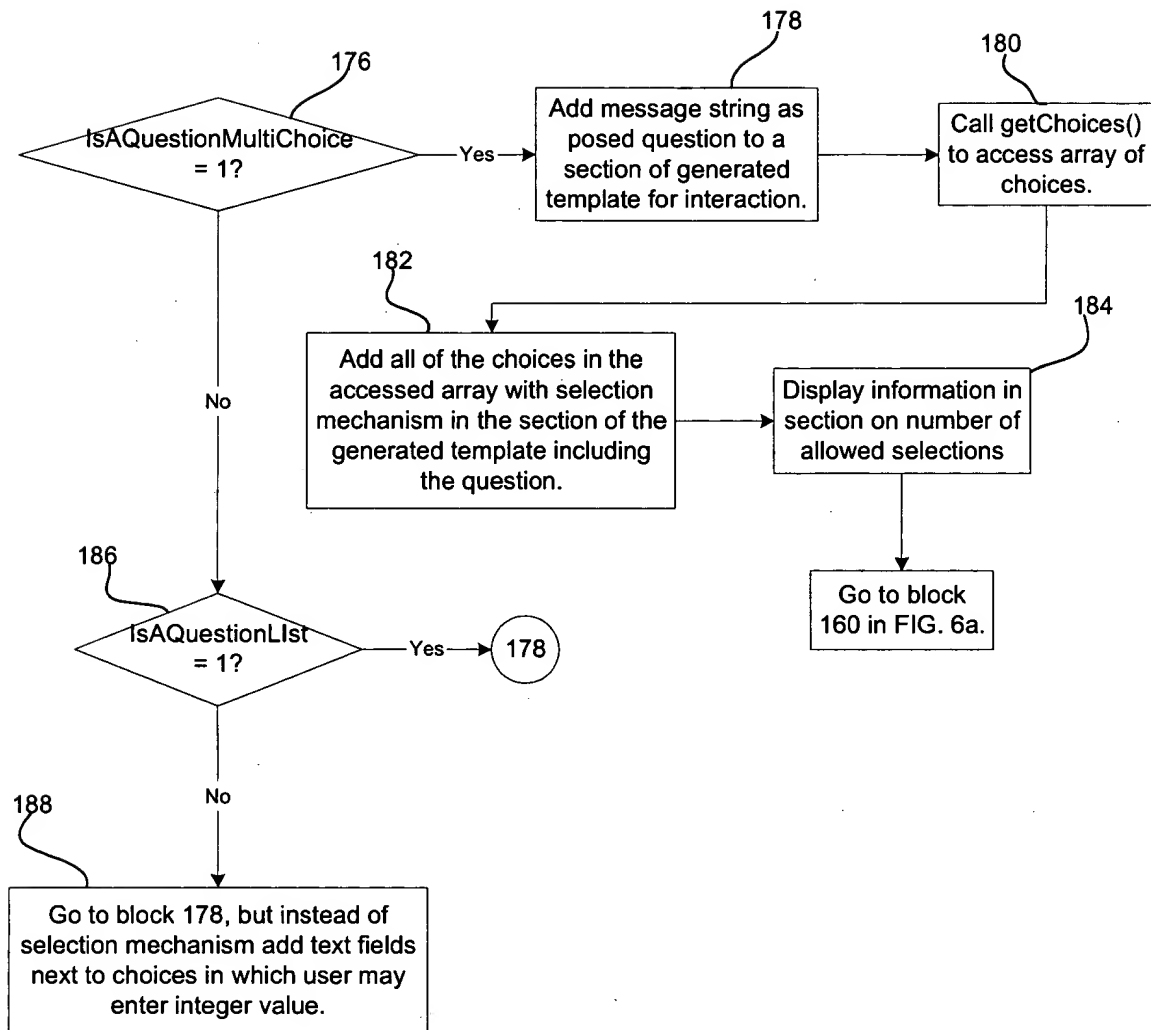 176
IsAQuestionMultiChoice
= 1?
Yes
178
Add message string as
posed question to a
section of generated
template for interaction.
180
Call getChoices()
to access array of
choices.
182
Add all of the choices in the
accessed array with selection
mechanism in the section of the
generated template including
the question.
184
Display information in
section on number of
allowed selections
Go to block
160 in FIG. 6a.
No
186
IsAQuestionLIst
= 1?
Yes
178
No
188
Go to block 178, but instead of
selection mechanism add text fields
next to choices in which user may
enter integer value.